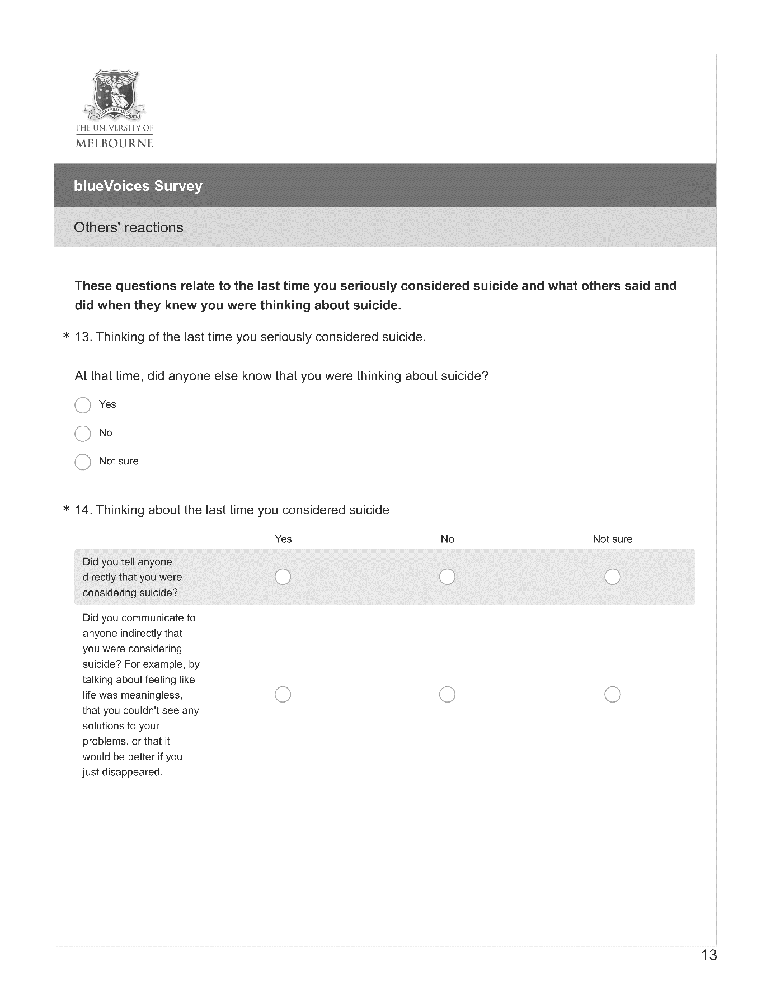 POSTERA CRESCAM LAUDE
THE UNIVERSITY OF
MELBOURNE
blueVoices Survey
Others' reactions
These questions relate to the last time you seriously considered suicide and what others said and
did when they knew you were thinking about suicide.
* 13. Thinking of the last time you seriously considered suicide.
At that time, did anyone else know that you were thinking about suicide?
Yes
No
Not sure
* 14. Thinking about the last time you considered suicide
Yes No Not sure
Did you tell anyone
directly that you were
considering suicide?
Did you communicate to
anyone indirectly that
you were considering
suicide? For example, by
talking about feeling like
life was meaningless,
that you couldn’t see any
solutions to your
problems, or that it
would be better if you
just disappeared.
13